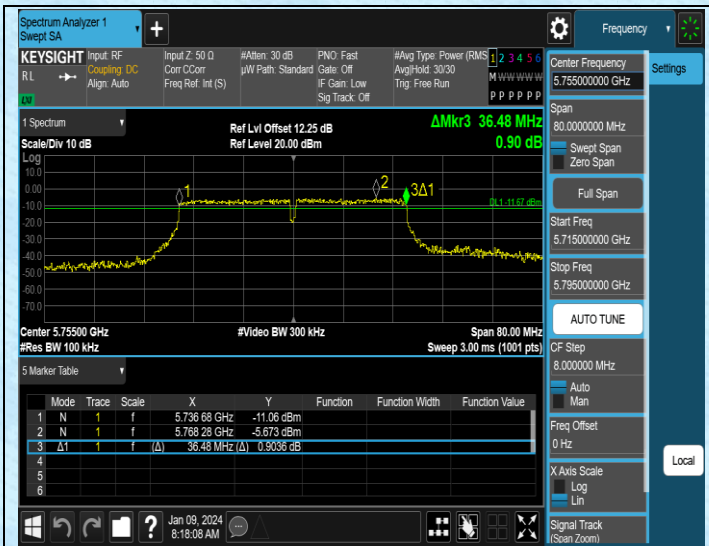 Spectrum Analyzer 1
Swept SA
+
Frequency
KEYSIGHT
RL
LXI
Input: RF
Coupling: DC
Align: Auto
Input Z: 50 Ω
Corr CCorr
Freq Ref: Int (S)
#Atten: 30 dB
µW Path: Standard
PNO: Fast
Gate: Off
IF Gain: Low
Sig Track: Off
#Avg Type: Power (RMS
Avg|Hold: 30/30
Trig: Free Run
1 2 3 4 5 6
M W W W W W
P P P P P P
1 Spectrum
Scale/Div 10 dB
Ref Lvl Offset 12.25 dB
Ref Level 20.00 dBm
ΔMkr3 36.48 MHz
0.90 dB
Log
10.0
0.00
-10.0
-20.0
-30.0
-40.0
-50.0
-60.0
-70.0
1
2
3Δ1
DL1 -11.67 dBm
Center 5.75500 GHz
#Video BW 300 kHz
Span 80.00 MHz
#Res BW 100 kHz
Sweep 3.00 ms (1001 pts)
5 Marker Table
Mode Trace Scale X Y Function Function Width Function Value
1 N 1 f 5.736 68 GHz -11.06 dBm
2 N 1 f 5.768 28 GHz -5.673 dBm
3 Δ1 1 f (Δ) 36.48 MHz (Δ) 0.9036 dB
4
5
6
?
Jan 09, 2024
8:18:08 AM
Center Frequency
5.755000000 GHz
Span
80.0000000 MHz
Swept Span
Zero Span
Full Span
Start Freq
5.715000000 GHz
Stop Freq
5.795000000 GHz
AUTO TUNE
CF Step
8.000000 MHz
Auto
Man
Freq Offset
0 Hz
X Axis Scale
Log
Lin
Signal Track
(Span Zoom)
Settings
Local